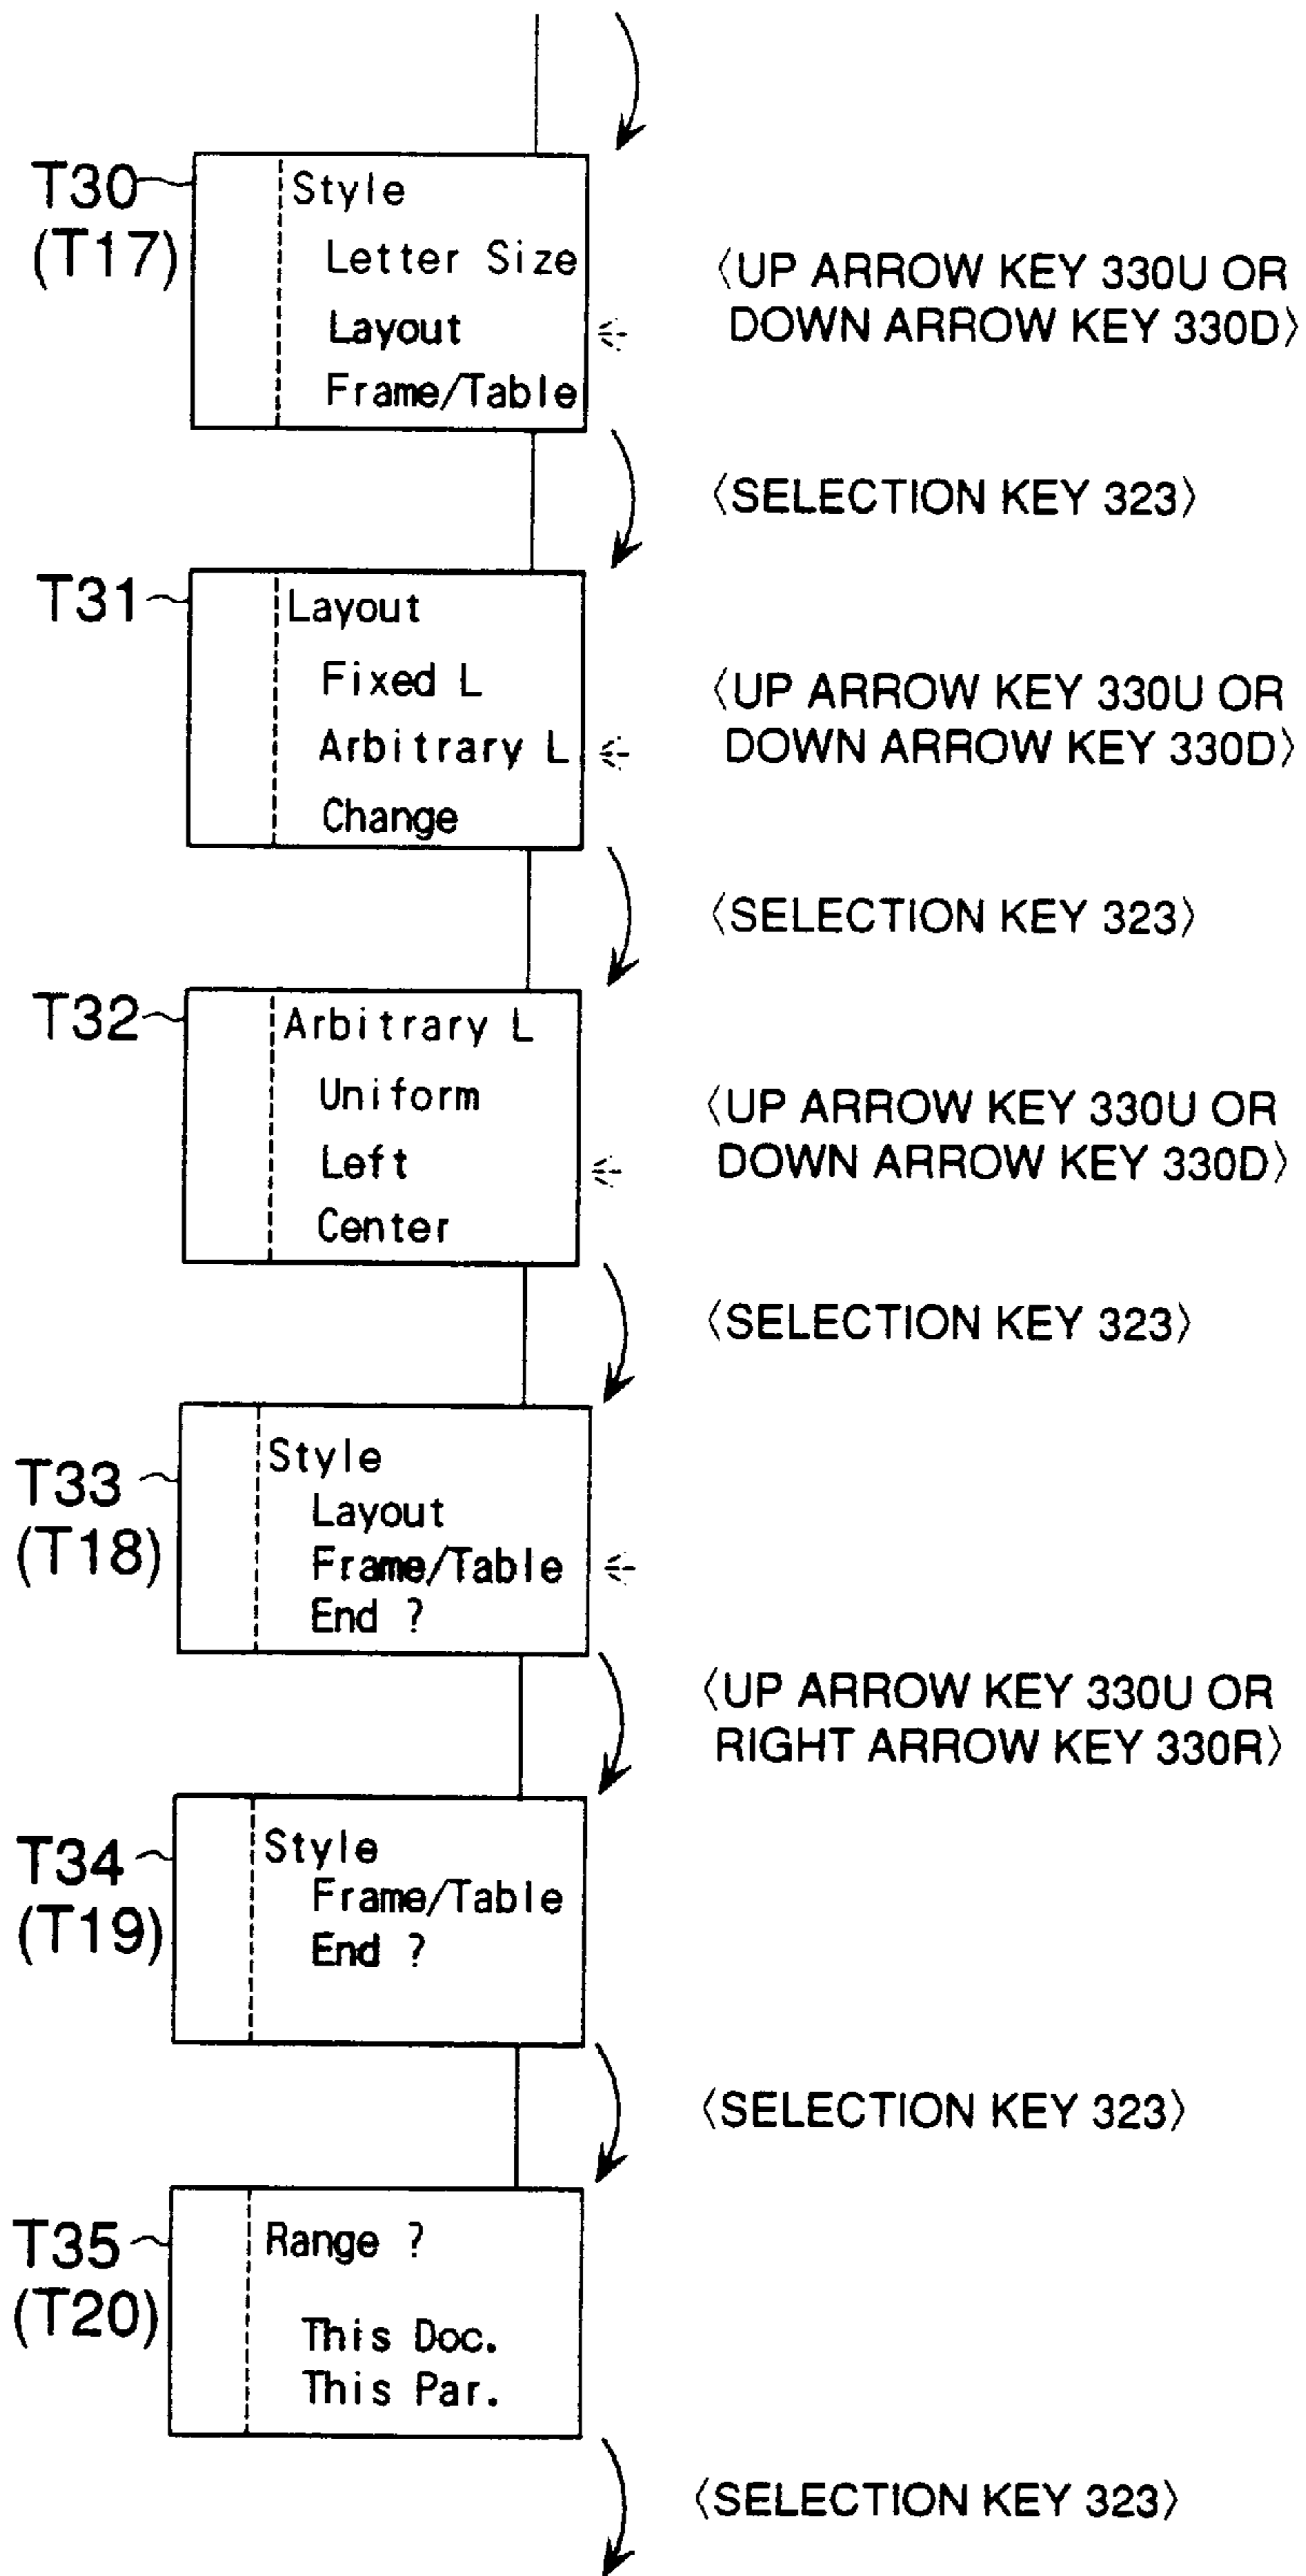 T30
(T17)
Style
Letter Size
Layout
Frame/Table
〈UP ARROW KEY 330U OR
DOWN ARROW KEY 330D〉
〈SELECTION KEY 323〉
T31
Layout
Fixed L
Arbitrary L
Change
〈UP ARROW KEY 330U OR
DOWN ARROW KEY 330D〉
〈SELECTION KEY 323〉
T32
Arbitrary L
Uniform
Left
Center
〈UP ARROW KEY 330U OR
DOWN ARROW KEY 330D〉
〈SELECTION KEY 323〉
T33
(T18)
Style
Layout
Frame/Table
End ?
〈UP ARROW KEY 330U OR
RIGHT ARROW KEY 330R〉
T34
(T19)
Style
Frame/Table
End ?
〈SELECTION KEY 323〉
T35
(T20)
Range ?
This Doc.
This Par.
〈SELECTION KEY 323〉